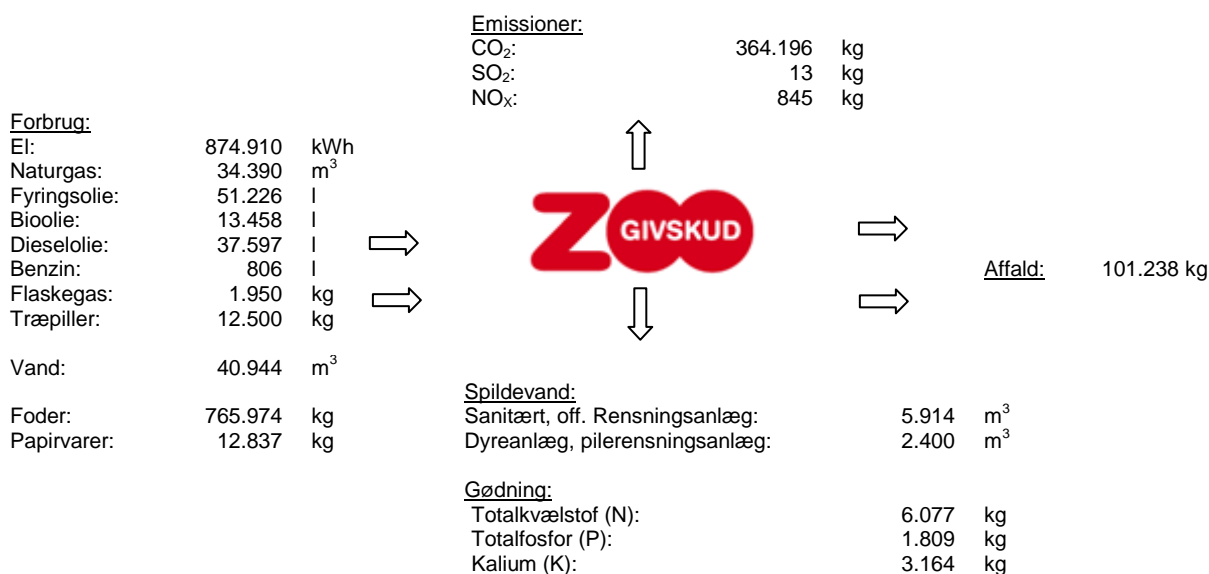 Emissioner:
CO₂: 364.196 kg
SO₂: 13 kg
NOₓ: 845 kg
Forbrug:
El: 874.910 kWh
Naturgas: 34.390 m³
Fyringsolie: 51.226 l
Bioolie: 13.458 l
Dieselolie: 37.597 l
Benzin: 806 l
Flaskegas: 1.950 kg
Træpiller: 12.500 kg
Vand: 40.944 m³
Foder: 765.974 kg
Papirvarer: 12.837 kg
ZOO GIVSKUD
Affald: 101.238 kg
Spildevand:
Sanitært, off. Rensningsanlæg: 5.914 m³
Dyreanlæg, pilerensningsanlæg: 2.400 m³
Gødning:
Totalkvælstof (N): 6.077 kg
Totalfosfor (P): 1.809 kg
Kalium (K): 3.164 kg